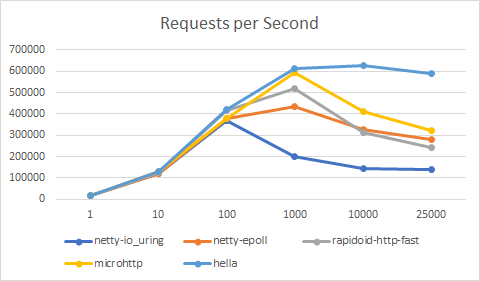 Requests per Second
700000
600000
500000
400000
300000
200000
100000
0
1 10 100 1000 10000 25000
netty-io_uring netty-epoll rapidoid-http-fast
microhttp hella